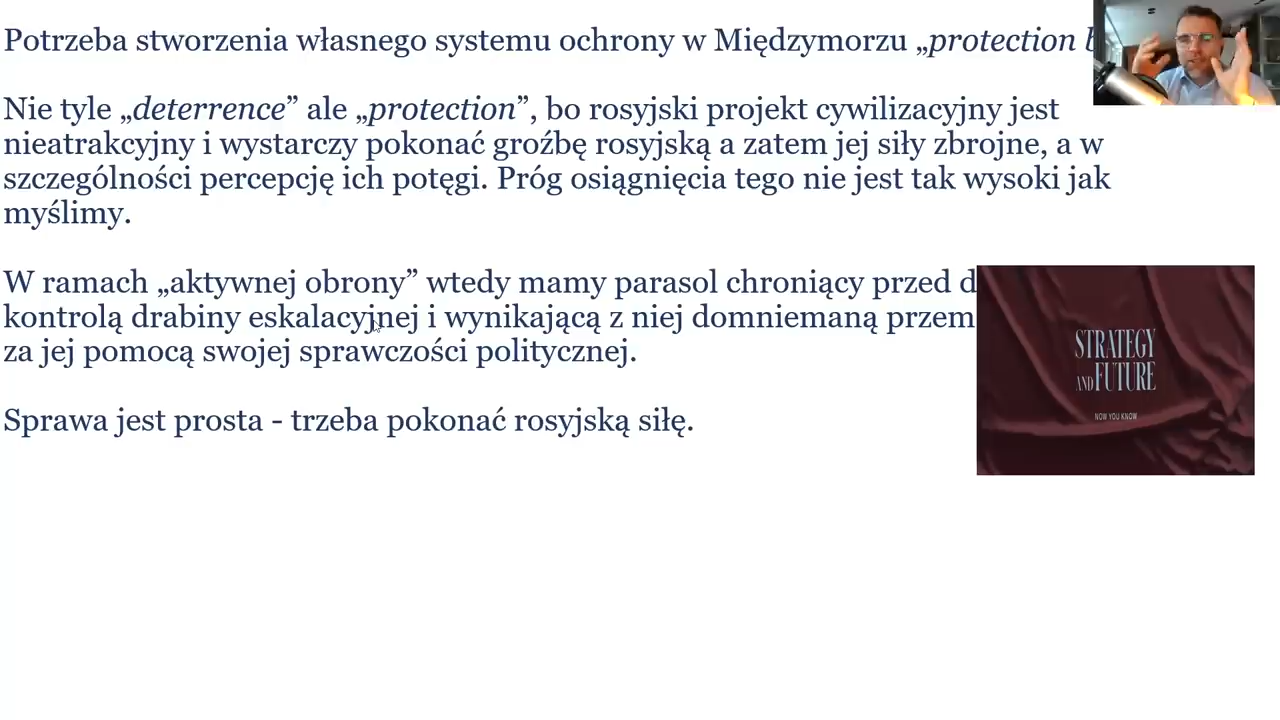 Potrzeba stworzenia własnego systemu ochrony w Międzymorzu „protection
Nie tyle „deterrence” ale „protection”, bo rosyjski projekt cywilizacyjny jest
nieatrakcyjny i wystarczy pokonać groźbę rosyjską a zatem jej siły zbrojne, a w
szczególności percepcję ich potęgi. Próg osiągnięcia tego nie jest tak wysoki jak
myślimy.
W ramach „aktywnej obrony” wtedy mamy parasol chroniący przed
kontrolą drabiny eskalacyjnej i wynikającą z niej domniemaną
za jej pomocą swojej sprawczości politycznej.
Sprawa jest prosta - trzeba pokonać rosyjską siłę.
STRATEGY
AND FUTURE
NOW YOU KNOW